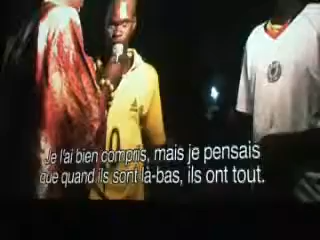 Je l'ai bien compris, mais je pensais
que quand ils sont là-bas, ils ont tout.